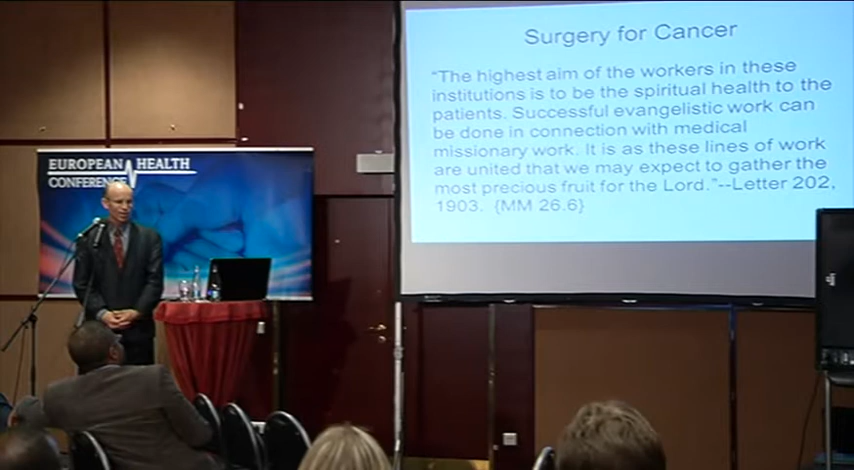 Surgery for Cancer
"The highest aim of the workers in these
institutions is to be the spiritual health to the
patients. Successful evangelistic work can
be done in connection with medical
missionary work. It is as these lines of work
are united that we may expect to gather the
most precious fruit for the Lord."--Letter 202,
1903. {MM 26.6}
EUROPEAN HEALTH
CONFERENCE